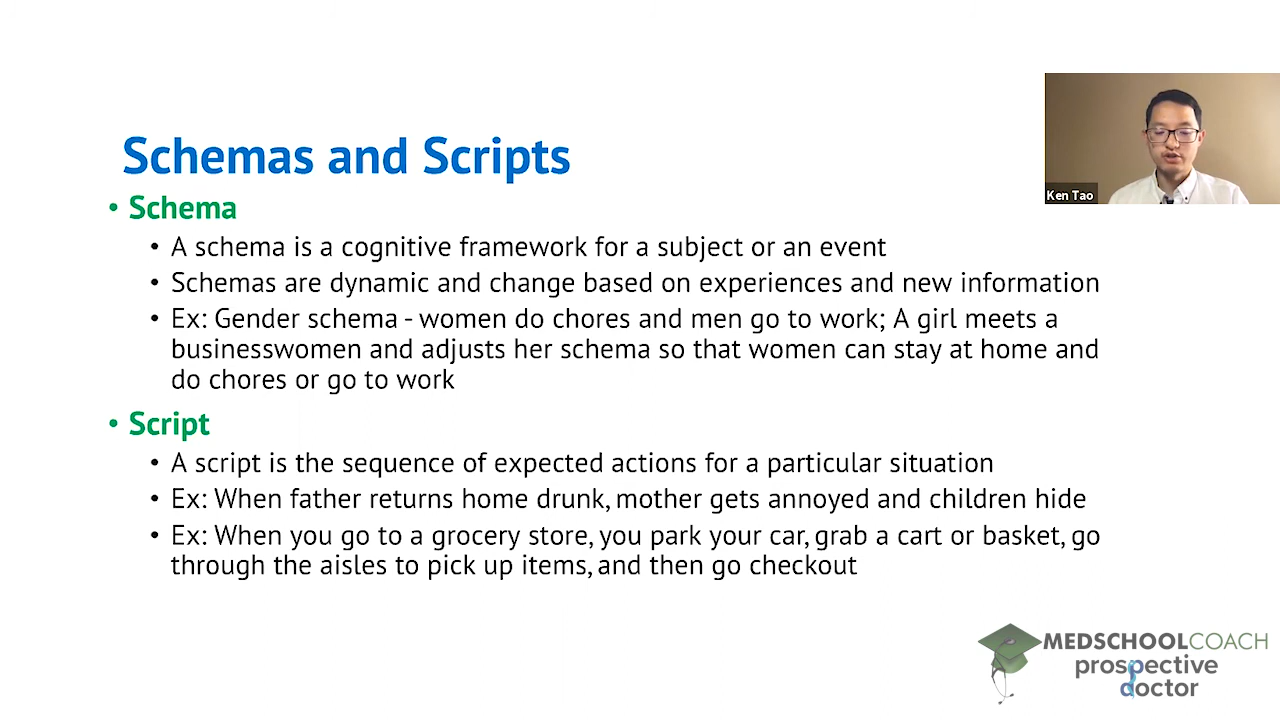 Schemas and Scripts
• Schema
• A schema is a cognitive framework for a subject or an event
• Schemas are dynamic and change based on experiences and new information
• Ex: Gender schema - women do chores and men go to work; A girl meets a
businesswomen and adjusts her schema so that women can stay at home and
do chores or go to work
• Script
• A script is the sequence of expected actions for a particular situation
• Ex: When father returns home drunk, mother gets annoyed and children hide
• Ex: When you go to a grocery store, you park your car, grab a cart or basket, go
through the aisles to pick up items, and then go checkout
Ken Tao
MEDSCHOOLCOACH
prospective
doctor